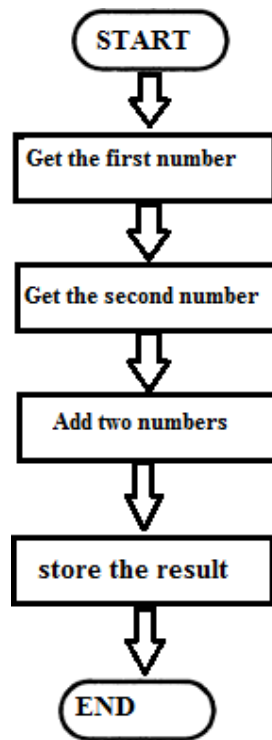 START
Get the first number
Get the second number
Add two numbers
store the result
END